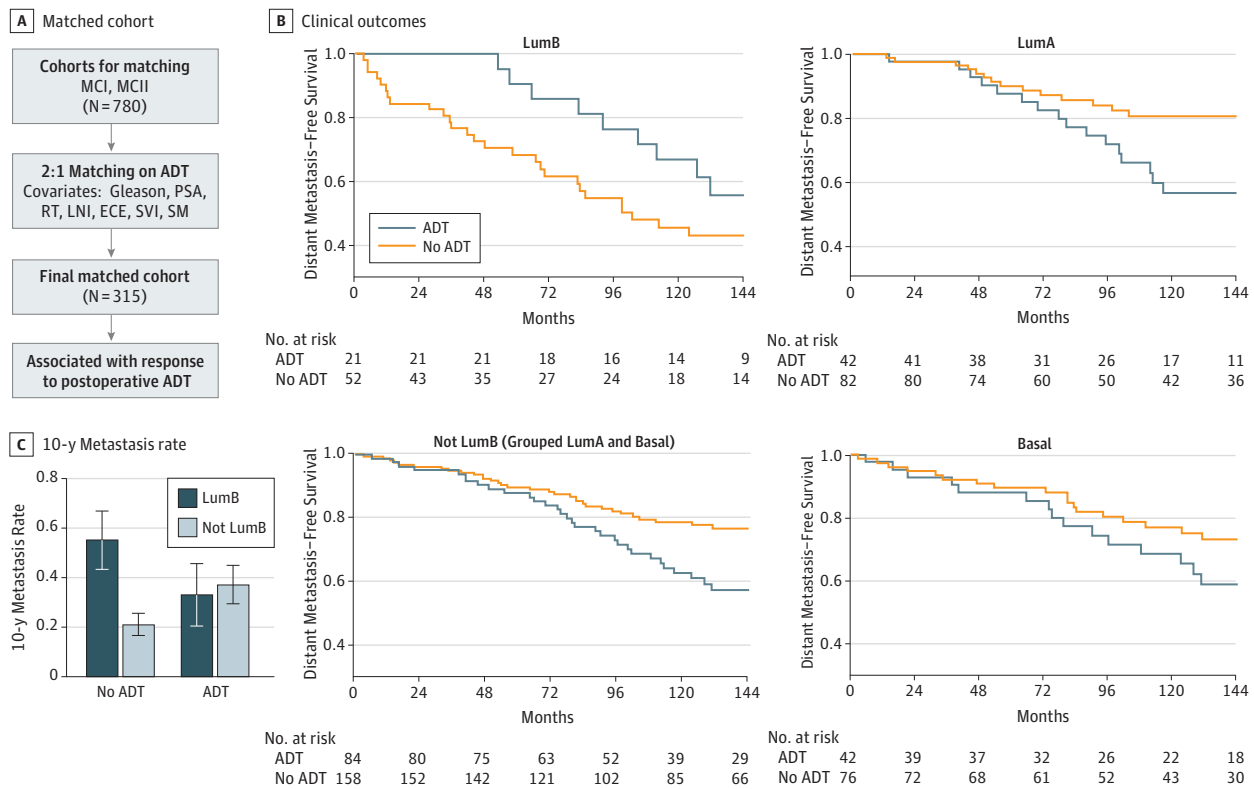 A Matched cohort
Cohorts for matching
MCI, MCII
(N=780)
2:1 Matching on ADT
Covariates: Gleason, PSA,
RT, LNI, ECE, SVI, SM
Final matched cohort
(N=315)
Associated with response
to postoperative ADT
B Clinical outcomes
LumB
Distant Metastasis–Free Survival
1.0
0.8
0.6
0.4
ADT
No ADT
0 24 48 72 96 120 144
Months
No. at risk
ADT 21 21 21 18 16 14 9
No ADT 52 43 35 27 24 18 14
LumA
Distant Metastasis–Free Survival
1.0
0.8
0.6
0.4
0 24 48 72 96 120 144
Months
No. at risk
ADT 42 41 38 31 26 17 11
No ADT 82 80 74 60 50 42 36
C 10-y Metastasis rate
10-y Metastasis Rate
0.8
0.6
0.4
0.2
0
LumB
Not LumB
No ADT ADT
Not LumB (Grouped LumA and Basal)
Distant Metastasis–Free Survival
1.0
0.8
0.6
0.4
0 24 48 72 96 120 144
Months
No. at risk
ADT 84 80 75 63 52 39 29
No ADT 158 152 142 121 102 85 66
Basal
Distant Metastasis–Free Survival
1.0
0.8
0.6
0.4
0 24 48 72 96 120 144
Months
No. at risk
ADT 42 39 37 32 26 22 18
No ADT 76 72 68 61 52 43 30